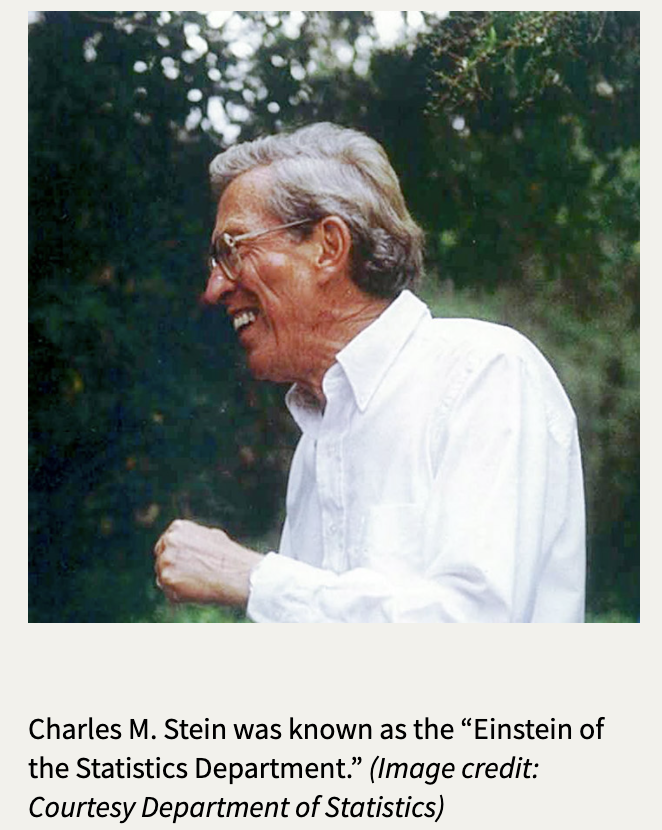 Charles M. Stein was known as the “Einstein of
the Statistics Department.” (Image credit:
Courtesy Department of Statistics)